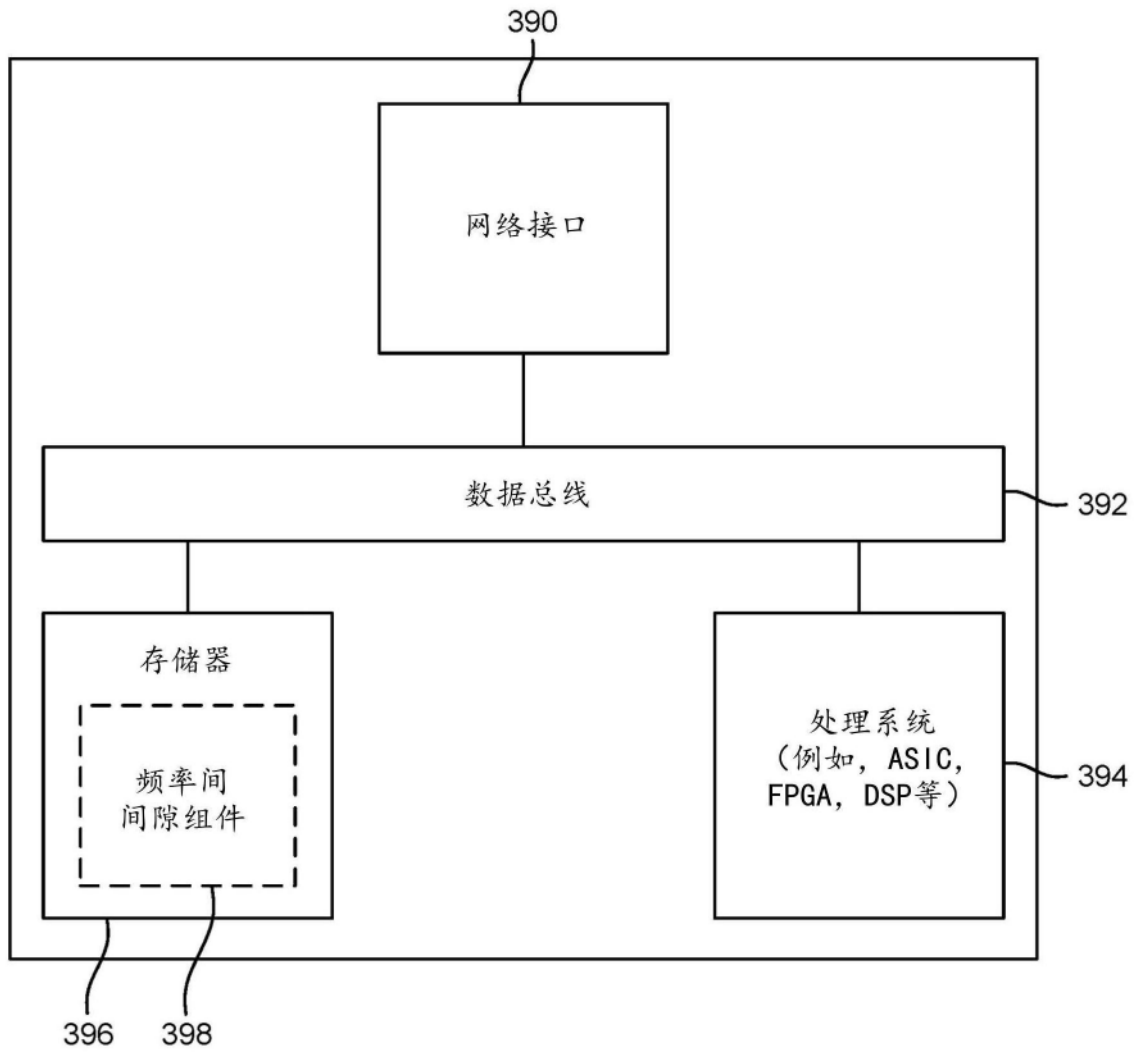 390
网络接口
数据总线
392
存储器
频率间
间隙组件
处理系统
（例如，ASIC，
FPGA，DSP等）
394
396
398